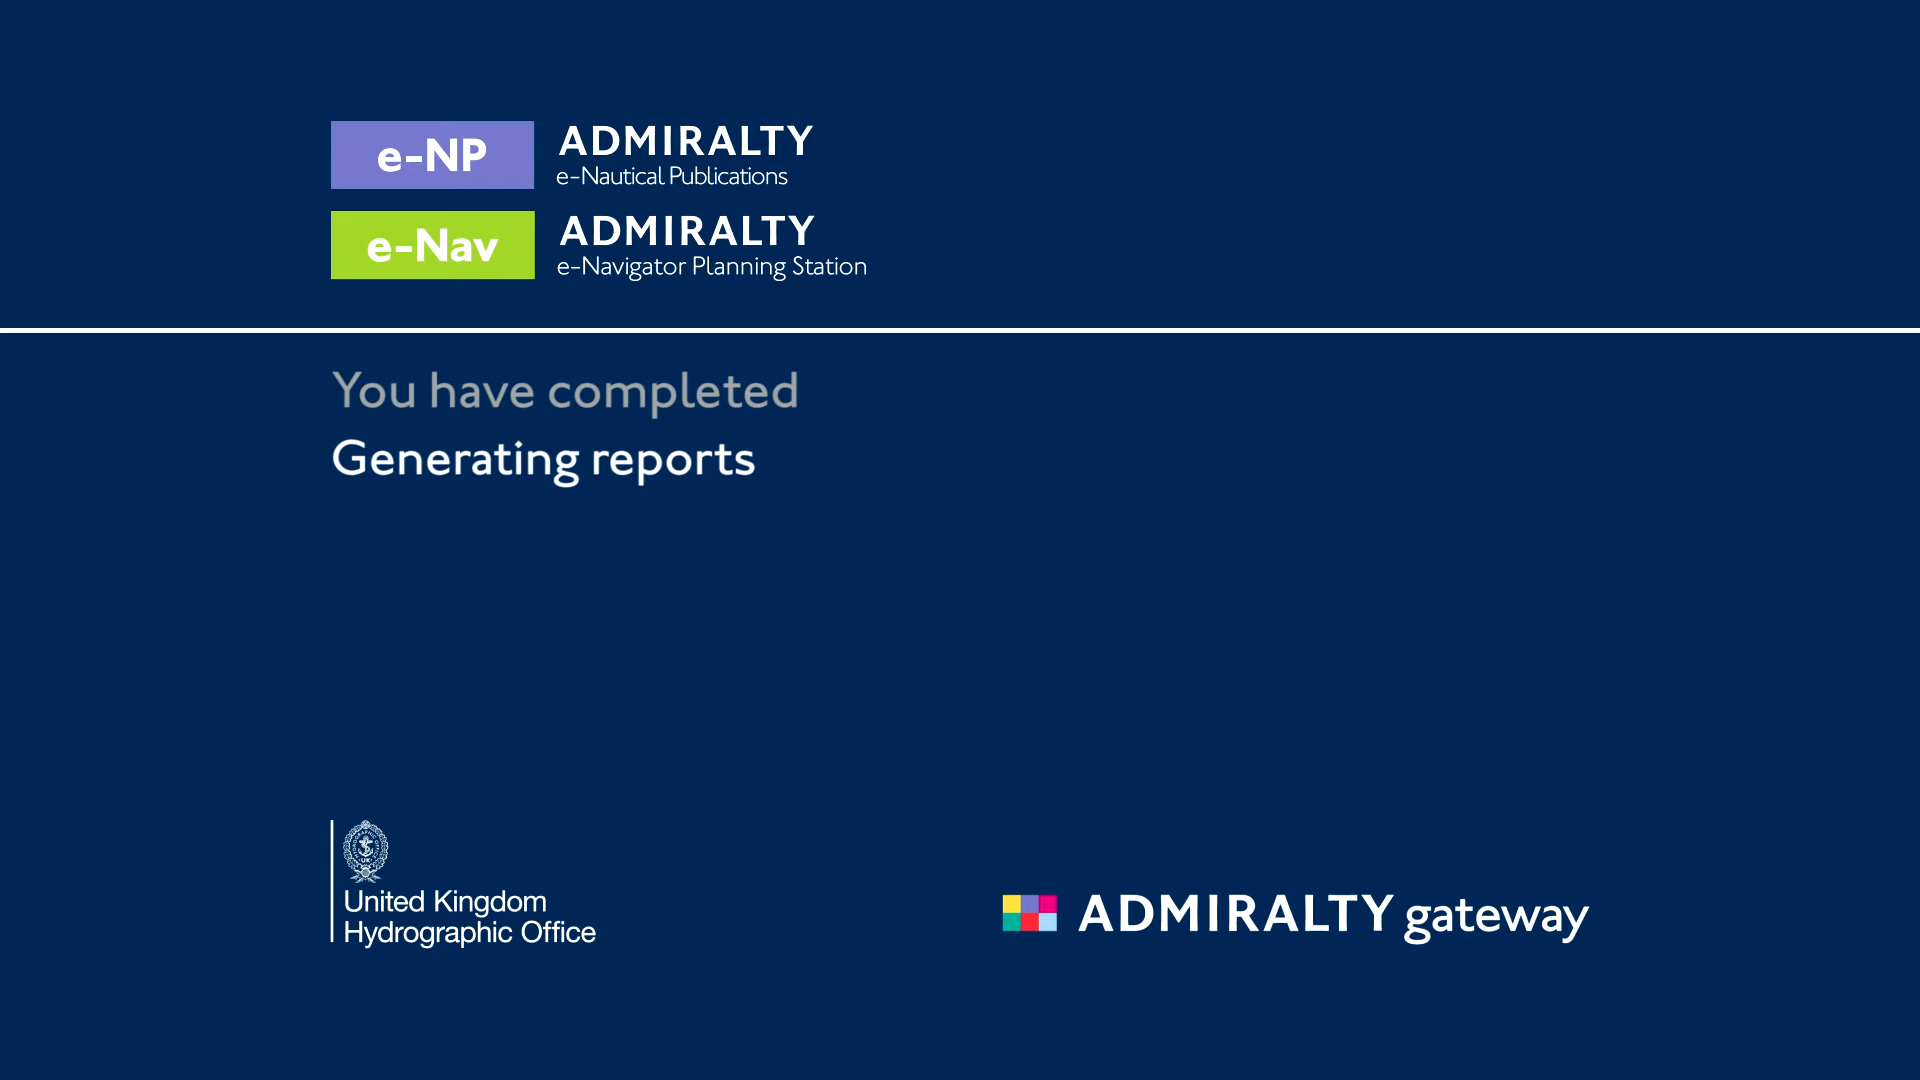 e-NP
ADMIRALTY
e-Nautical Publications
e-Nav
ADMIRALTY
e-Navigator Planning Station
You have completed
Generating reports
United Kingdom
Hydrographic Office
ADMIRALTY gateway